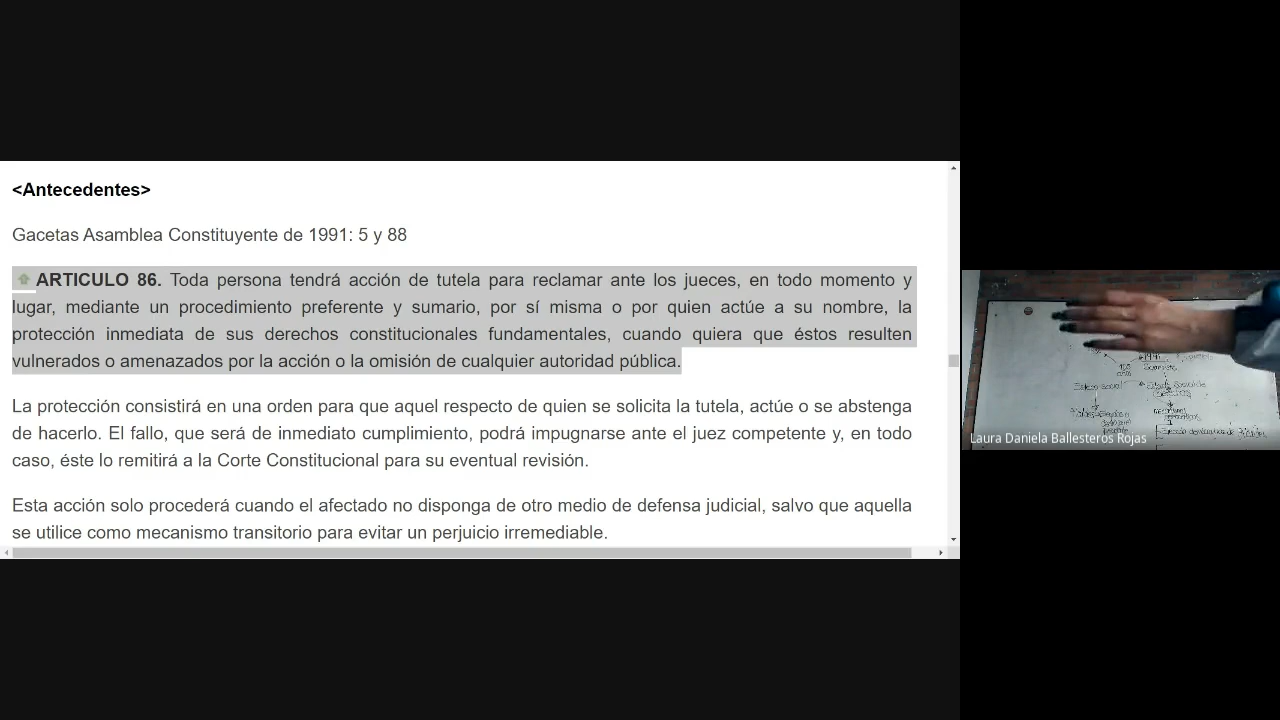 <Antecedentes>
Gacetas Asamblea Constituyente de 1991: 5 y 88
ARTICULO 86. Toda persona tendrá acción de tutela para reclamar ante los jueces, en todo momento y
lugar, mediante un procedimiento preferente y sumario, por sí misma o por quien actúe a su nombre, la
protección inmediata de sus derechos constitucionales fundamentales, cuando quiera que éstos resulten
vulnerados o amenazados por la acción o la omisión de cualquier autoridad pública.
La protección consistirá en una orden para que aquel respecto de quien se solicita la tutela, actúe o se abstenga
de hacerlo. El fallo, que será de inmediato cumplimiento, podrá impugnarse ante el juez competente y, en todo
caso, éste lo remitirá a la Corte Constitucional para su eventual revisión.
Esta acción solo procederá cuando el afectado no disponga de otro medio de defensa judicial, salvo que aquella
se utilice como mecanismo transitorio para evitar un perjuicio irremediable.
Laura Daniela Ballesteros Rojas